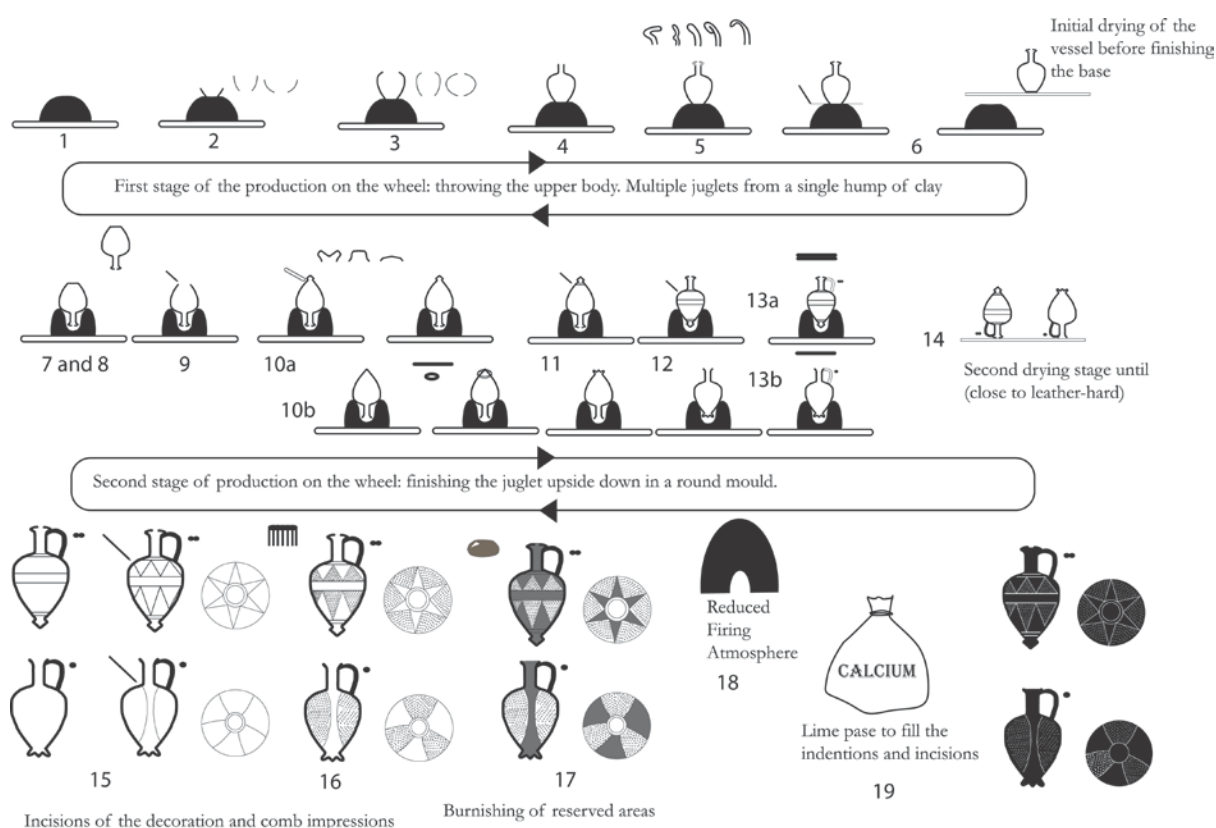 Initial drying of the
vessel before finishing
the base
1
2
3
4
5
6
First stage of the production on the wheel: throwing the upper body. Multiple juglets from a single hump of clay
7 and 8
9
10a
11
12
13a
14
Second drying stage until
(close to leather-hard)
10b
13b
Second stage of production on the wheel: finishing the juglet upside down in a round mould.
Reduced
Firing
Atmosphere
18
CALCIUM
Lime pase to fill the
indentions and incisions
19
15
16
17
Incisions of the decoration and comb impressions
Burnishing of reserved areas